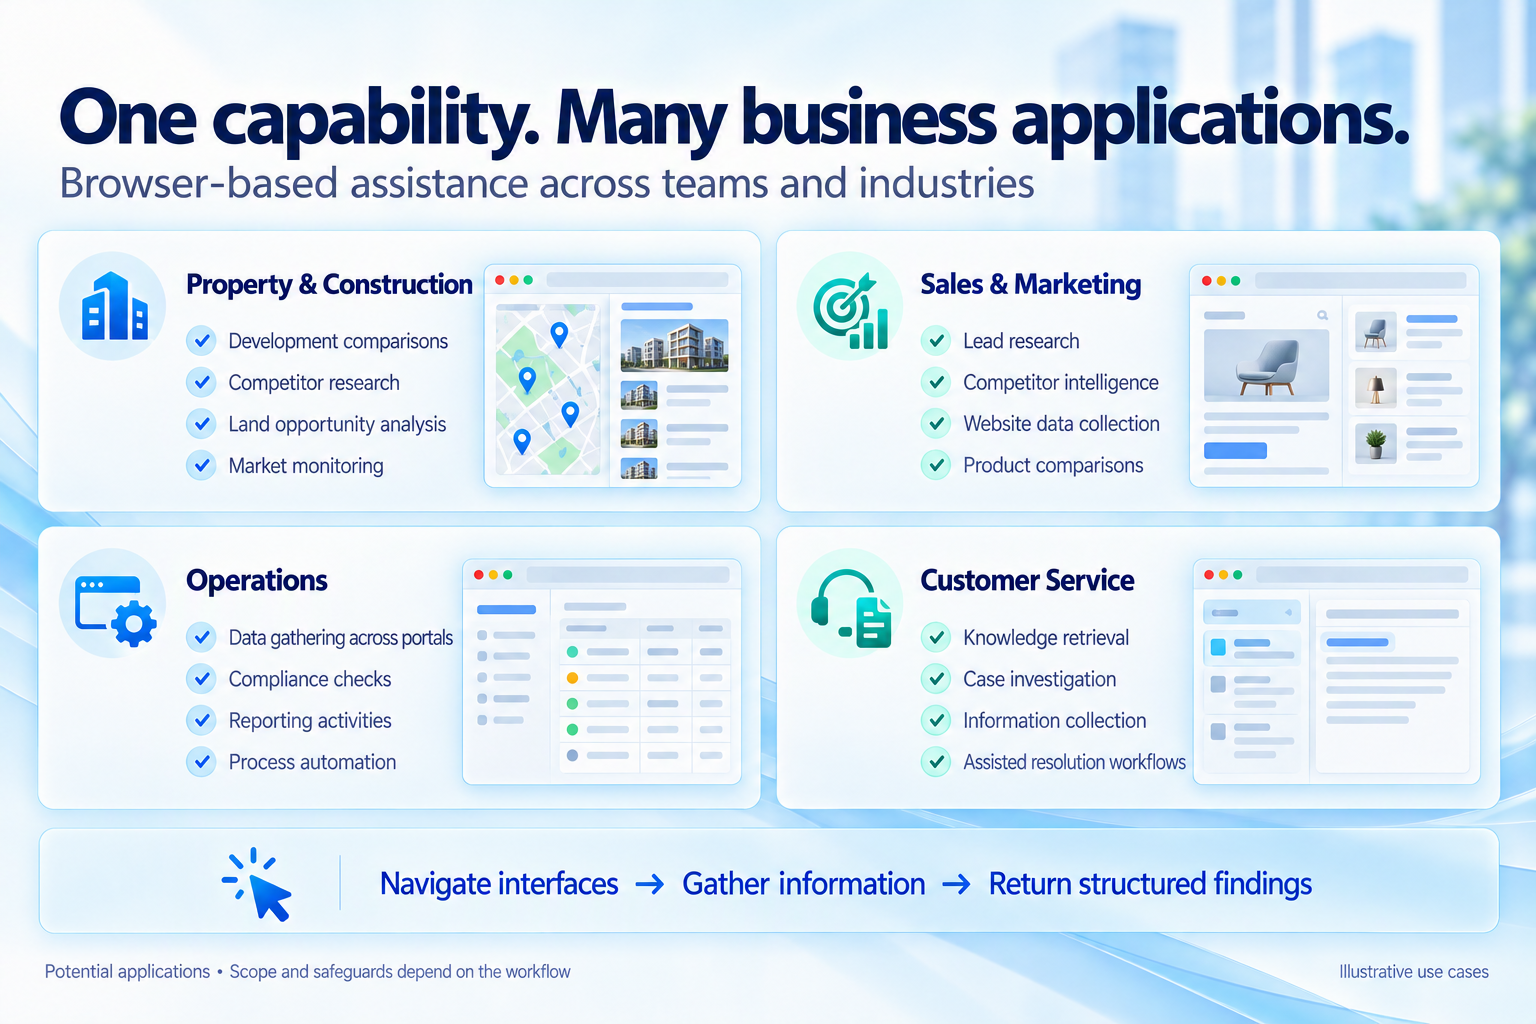 One capability. Many business applications.
Browser-based assistance across teams and industries
Property & Construction
Development comparisons
Competitor research
Land opportunity analysis
Market monitoring
Sales & Marketing
Lead research
Competitor intelligence
Website data collection
Product comparisons
Operations
Data gathering across portals
Compliance checks
Reporting activities
Process automation
Customer Service
Knowledge retrieval
Case investigation
Information collection
Assisted resolution workflows
Navigate interfaces → Gather information → Return structured findings
Potential applications • Scope and safeguards depend on the workflow
Illustrative use cases